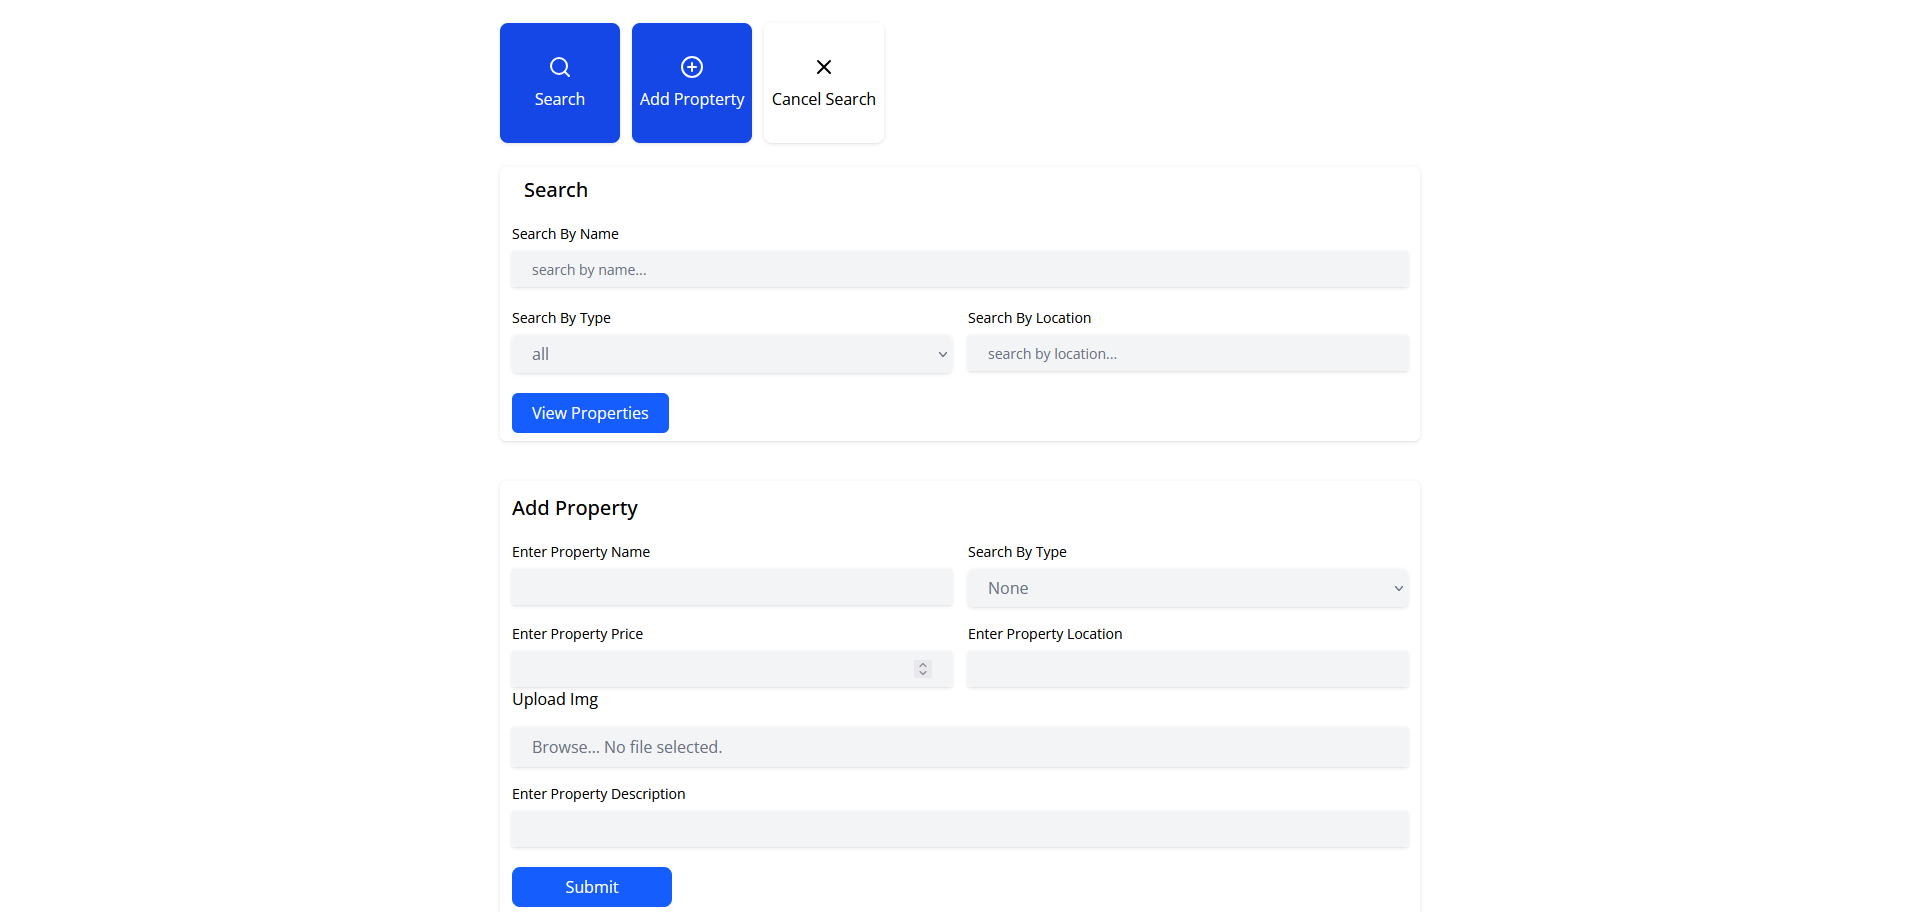 Search
Add Propterty
Cancel Search
Search
Search By Name
search by name...
Search By Type
Search By Location
all
search by location...
View Properties
Add Property
Enter Property Name
Search By Type
None
Enter Property Price
Enter Property Location
Upload Img
Browse... No file selected.
Enter Property Description
Submit